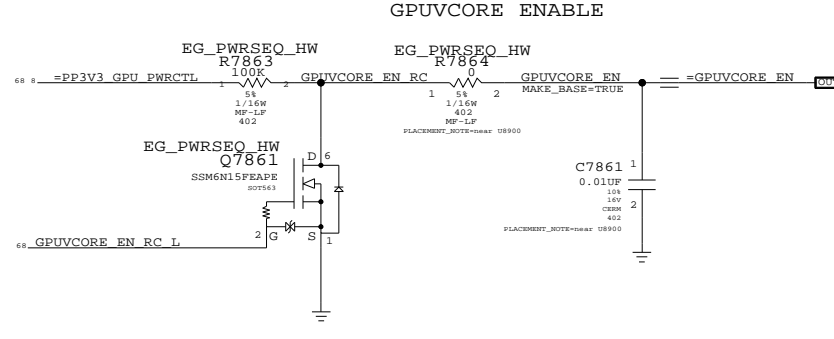 GPUVCORE ENABLE
EG_PWRSEQ_HW
R7863
100K
68 8 =PP3V3_GPU_PWRCTL
1
2
5%
1/16W
MF-LF
402
GPUVCORE_EN_RC
EG_PWRSEQ_HW
R7864
0
1
2
5%
1/16W
402
MF-LF
PLACEMENT_NOTE=near U8900
GPUVCORE_EN
MAKE_BASE=TRUE
=GPUVCORE_EN
EG_PWRSEQ_HW
Q7861
SSM6N15FEAPE
SOT563
D 6
2 G
S 1
68 GPUVCORE_EN_RC_L
C7861
0.01UF
10%
16V
CERM
402
PLACEMENT_NOTE=near U8900
1
2